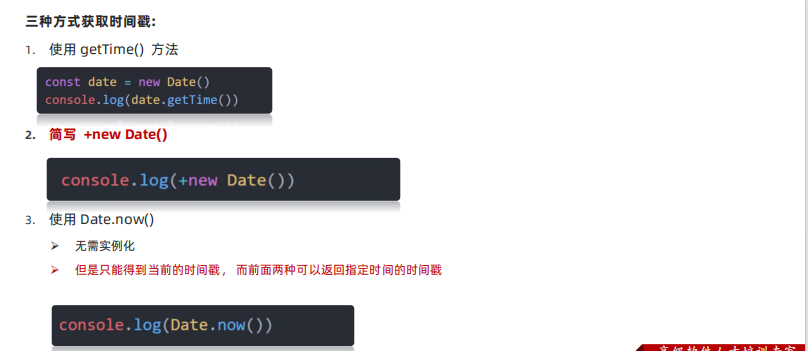 三种方式获取时间戳:
1. 使用 getTime() 方法
const date = new Date()
console.log(date.getTime())
2. 简写 +new Date()
console.log(+new Date())
3. 使用 Date.now()
➢ 无需实例化
➢ 但是只能得到当前的时间戳， 而前面两种可以返回指定时间的时间戳
console.log(Date.now())